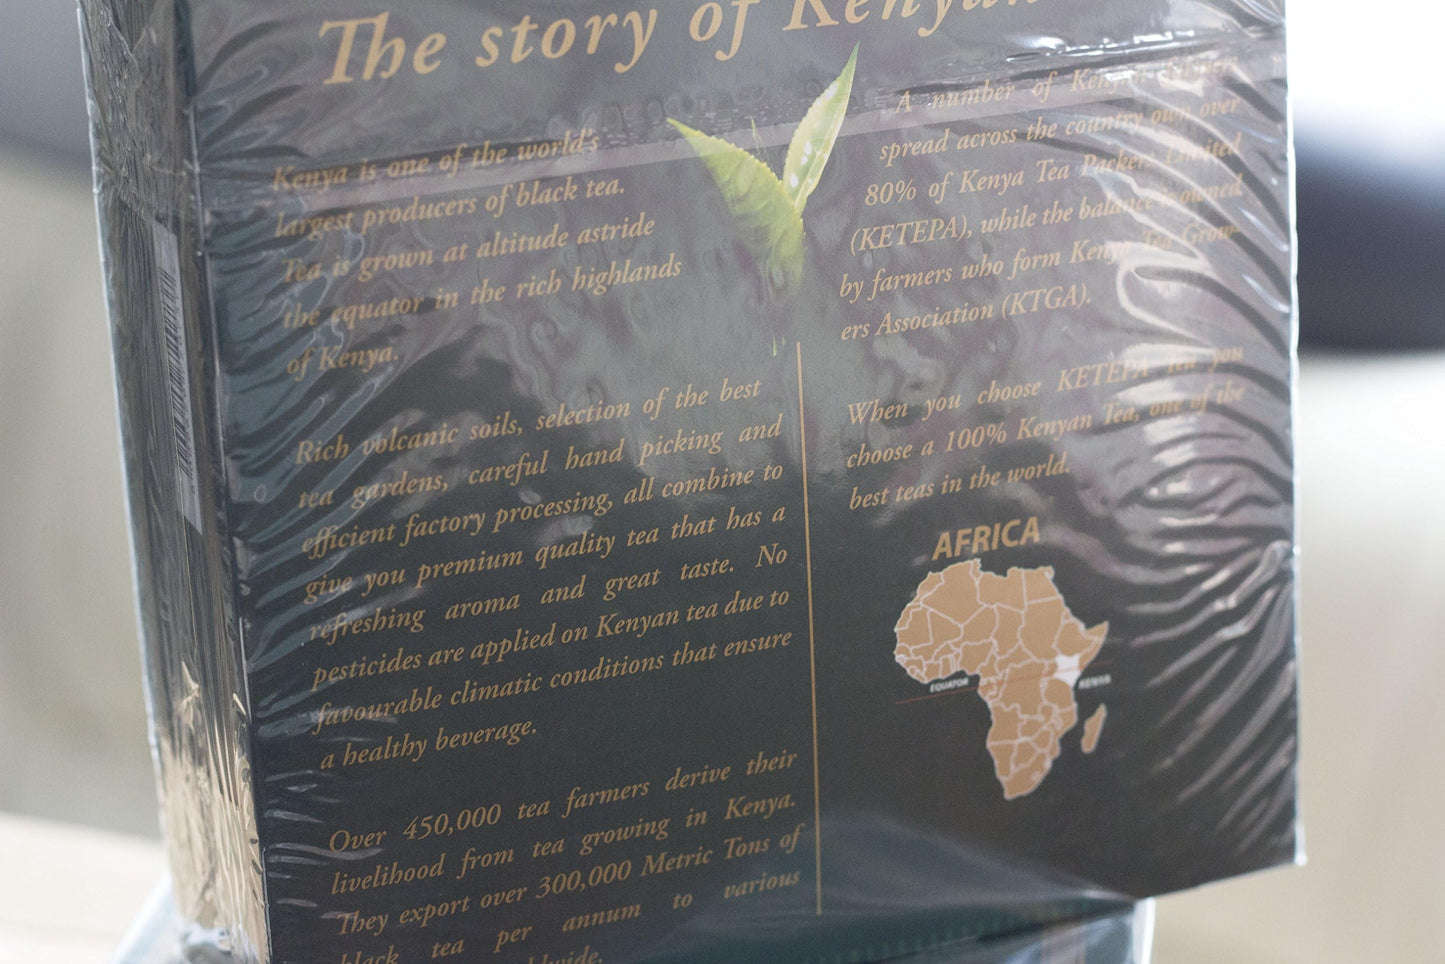 The story of Kenyan
Kenya is one of the world's
largest producers of black tea.
Tea is grown at altitude astride
the equator in the rich highlands
of Kenya.
Rich volcanic soils, selection of the best
tea gardens, careful hand picking and
efficient factory processing, all combine to
give you premium quality tea that has a
refreshing aroma and great taste. No
pesticides are applied on Kenyan tea due to
favourable climatic conditions that ensure
a healthy beverage.
Over 450,000 tea farmers derive their
livelihood from tea growing in Kenya.
They export over 300,000 Metric Tons of
black tea per annum to various
A number of Kenyan
spread across the country own over
80% of Kenya Tea Packers Limited
(KETEPA), while the balance is owned
by farmers who form Kenya Tea Grow-
ers Association (KTGA).
When you choose KETEPA Tea you
choose a 100% Kenyan Tea, one of the
best teas in the world.
AFRICA
EQUATOR
KENYA